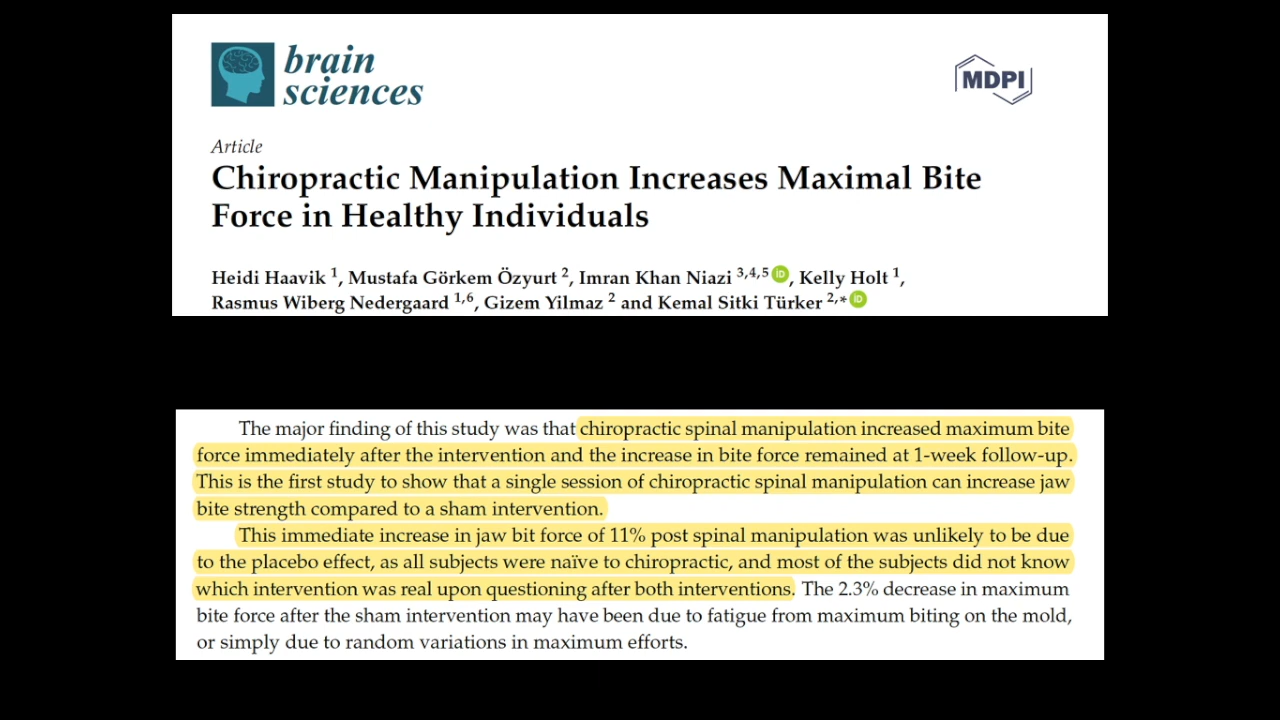 brain
sciences
MDPI
Article
Chiropractic Manipulation Increases Maximal Bite
Force in Healthy Individuals
Heidi Haavik 1, Mustafa Görkem Özyurt 2, Imran Khan Niazi 3,4,5 iD, Kelly Holt 1,
Rasmus Wiberg Nedergaard 1,6, Gizem Yilmaz 2 and Kemal Sitki Türker 2,* iD
The major finding of this study was that chiropractic spinal manipulation increased maximum bite
force immediately after the intervention and the increase in bite force remained at 1-week follow-up.
This is the first study to show that a single session of chiropractic spinal manipulation can increase jaw
bite strength compared to a sham intervention.
This immediate increase in jaw bit force of 11% post spinal manipulation was unlikely to be due
to the placebo effect, as all subjects were naïve to chiropractic, and most of the subjects did not know
which intervention was real upon questioning after both interventions. The 2.3% decrease in maximum
bite force after the sham intervention may have been due to fatigue from maximum biting on the mold,
or simply due to random variations in maximum efforts.